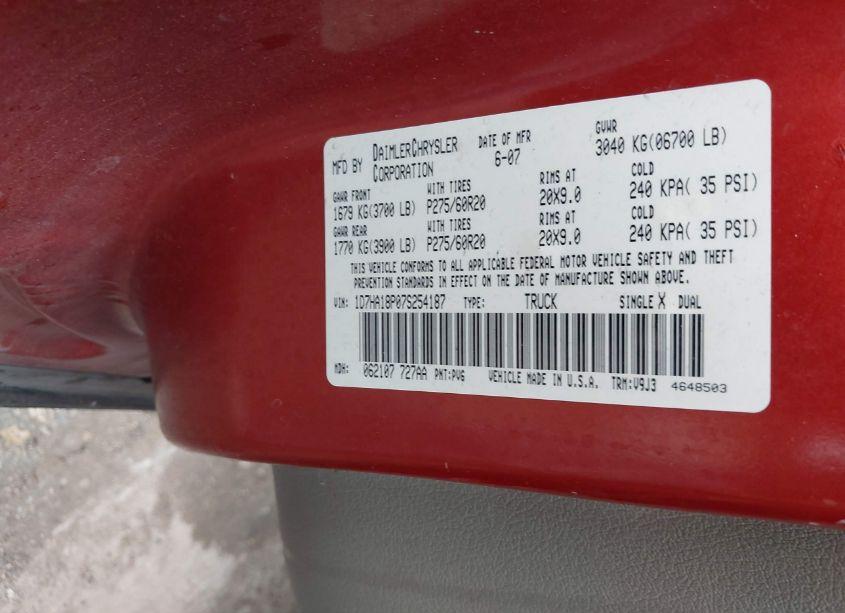 MFD BY DAIMLERCHRYSLER CORPORATION DATE OF MFR 6-07 GVWR 3040 KG(06700 LB)
GAWR FRONT WITH TIRES RIMS AT COLD
1679 KG(3700 LB) P275/60R20 20X9.0 240 KPA( 35 PSI)
GAWR REAR WITH TIRES RIMS AT COLD
1770 KG(3900 LB) P275/60R20 20X9.0 240 KPA( 35 PSI)
THIS VEHICLE CONFORMS TO ALL APPLICABLE FEDERAL MOTOR VEHICLE SAFETY AND THEFT
PREVENTION STANDARDS IN EFFECT ON THE DATE OF MANUFACTURE SHOWN ABOVE.
VIN: 1D7HA18P07S254187 TYPE: TRUCK SINGLE X DUAL
MDH: 062107 727AA PNT:PV6 VEHICLE MADE IN U.S.A. TRM:V9J3 4648503